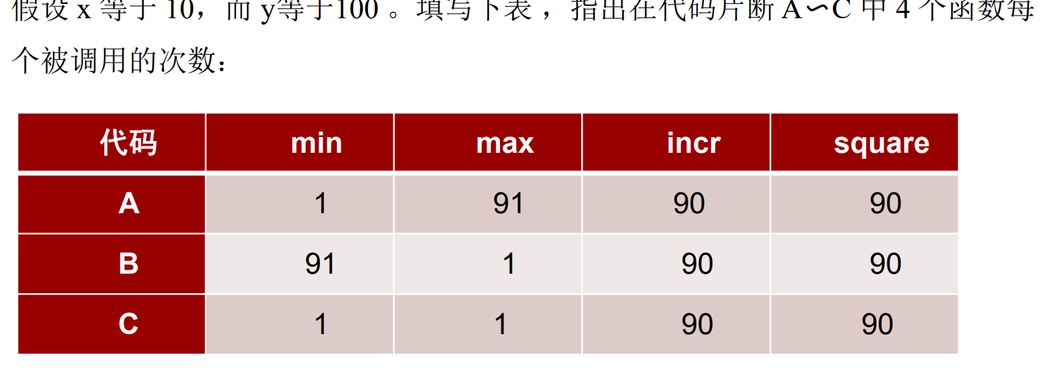 假设 x 等于 10，而 y等于100 。填写下表 ，指出在代码片断 A~C 中 4 个函数每
个被调用的次数：
代码 min max incr square
A 1 91 90 90
B 91 1 90 90
C 1 1 90 90